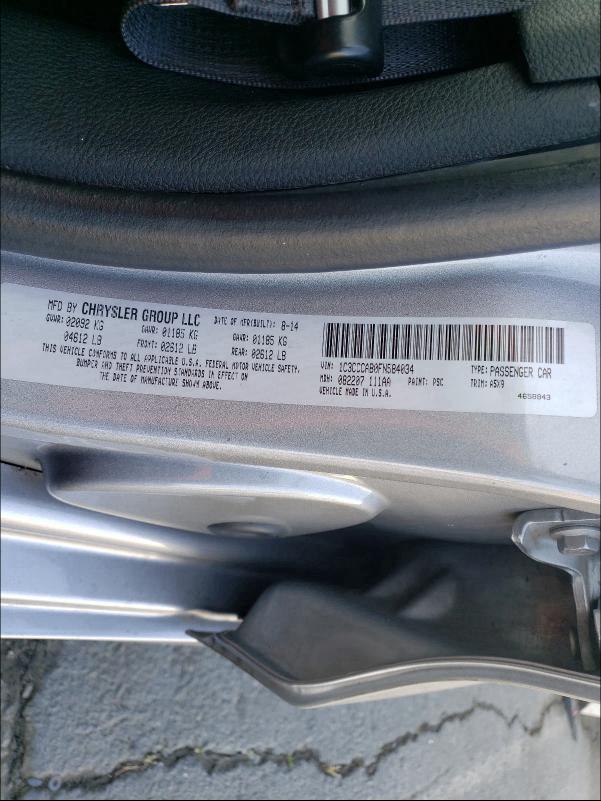 MFD BY CHRYSLER GROUP LLC DATE OF MFR(BUILT): 8-14
GVWR: 02092 KG GAWR: 01185 KG GAWR: 01185 KG
04612 LB FRONT: 02612 LB REAR: 02612 LB
THIS VEHICLE CONFORMS TO ALL APPLICABLE U.S.A. FEDERAL MOTOR VEHICLE SAFETY,
BUMPER AND THEFT PREVENTION STANDARDS IN EFFECT ON
THE DATE OF MANUFACTURE SHOWN ABOVE.
VIN: 1C3CCCAB0FN584034 TYPE: PASSENGER CAR
MDH: 082207 111AA PAINT: PSC TRIM: A5X9
VEHICLE MADE IN U.S.A. 4658843